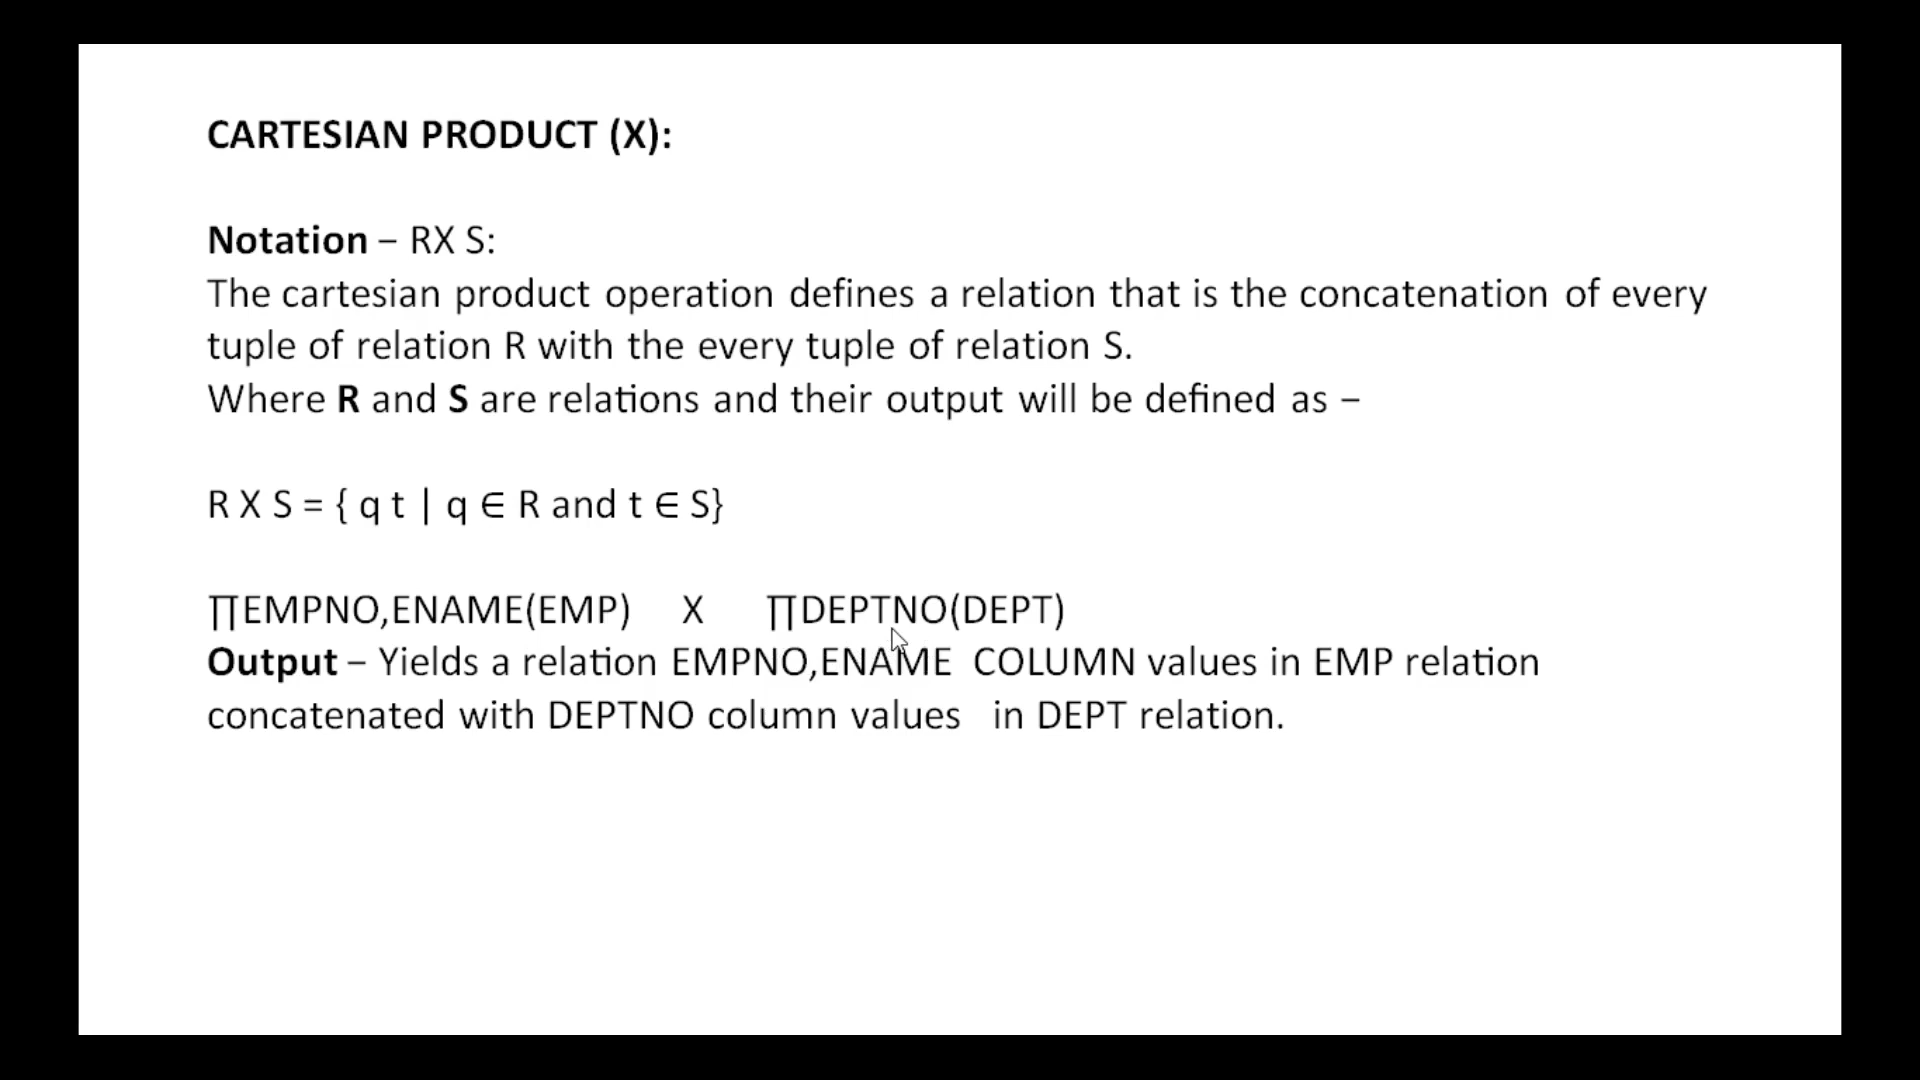 CARTESIAN PRODUCT (X):
Notation – RX S:
The cartesian product operation defines a relation that is the concatenation of every
tuple of relation R with the every tuple of relation S.
Where R and S are relations and their output will be defined as –
R X S = { q t | q ∈ R and t ∈ S}
∏EMPNO,ENAME(EMP) X ∏DEPTNO(DEPT)
Output – Yields a relation EMPNO,ENAME COLUMN values in EMP relation
concatenated with DEPTNO column values in DEPT relation.